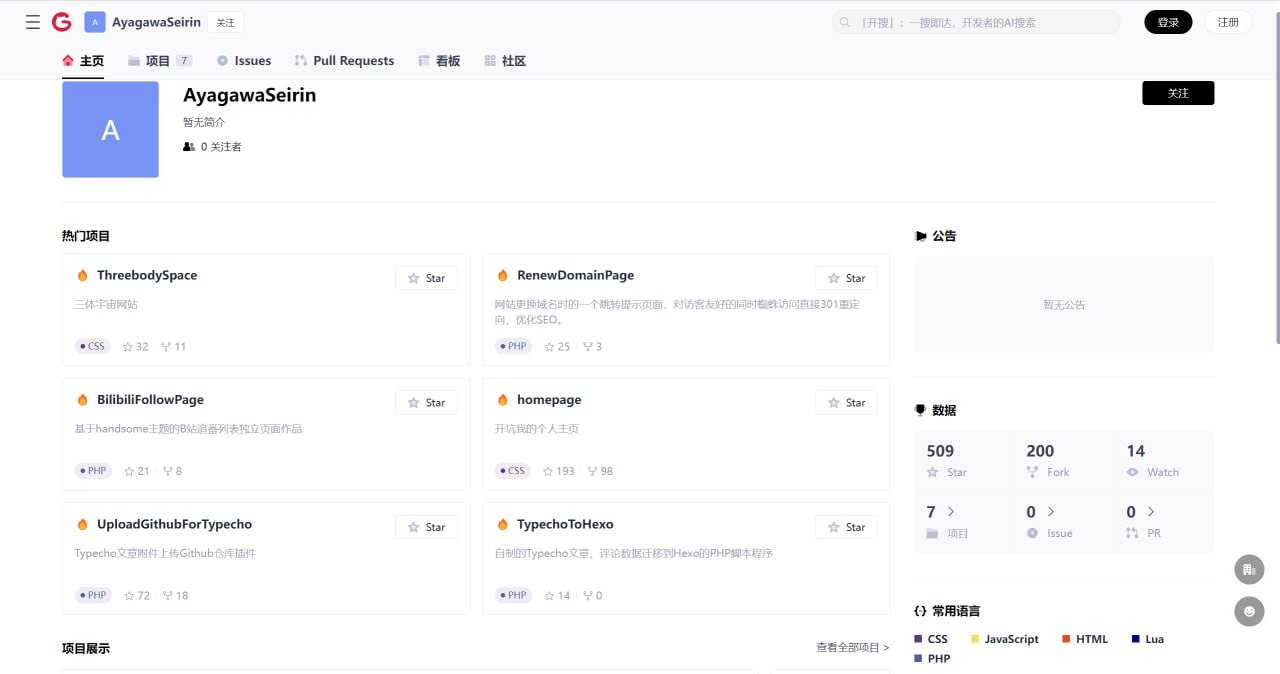 A AyagawaSeirin 关注
「开搜」: 一搜即达，开发者的AI搜索
登录 注册
主页 项目 7 Issues Pull Requests 看板 社区
A
AyagawaSeirin
关注
暂无简介
0 关注者
热门项目
ThreebodySpace
Star
三体宇宙网站
CSS 32 11
RenewDomainPage
Star
网站更换域名时的一个跳转提示页面，对访客友好的同时蜘蛛访问直接301重定
向，优化SEO。
PHP 25 3
BilibiliFollowPage
Star
基于handsome主题的B站追番列表独立页面作品
PHP 21 8
homepage
Star
开坑我的个人主页
CSS 193 98
UploadGithubForTypecho
Star
Typecho文章附件上传Github仓库插件
PHP 72 18
TypechoToHexo
Star
自制的Typecho文章、评论数据迁移到Hexo的PHP脚本程序
PHP 14 0
项目展示
查看全部项目 >
公告
暂无公告
数据
509 200 14
Star Fork Watch
7 0 0
项目 Issue PR
常用语言
CSS JavaScript HTML Lua
PHP